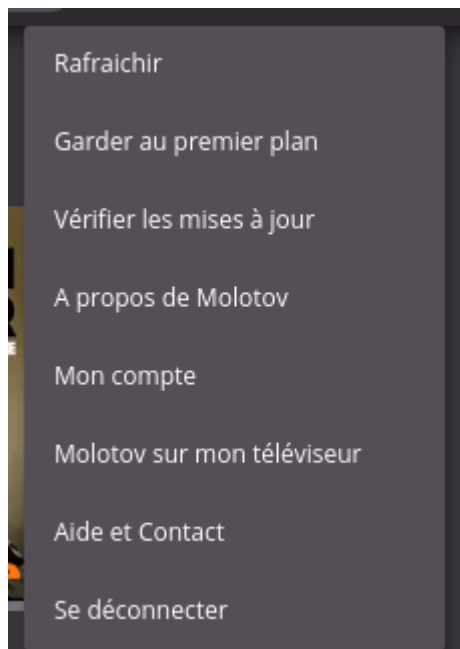 Rafraichir
Garder au premier plan
Vérifier les mises à jour
A propos de Molotov
Mon compte
Molotov sur mon téléviseur
Aide et Contact
Se déconnecter